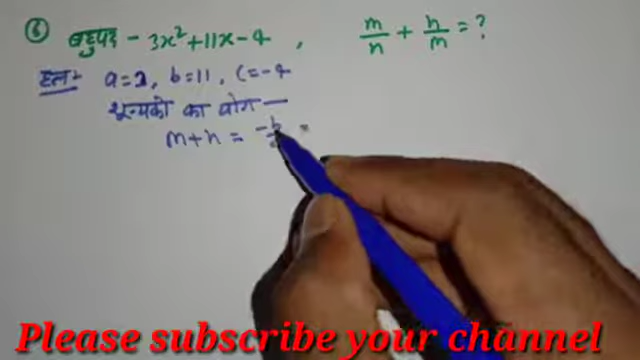 ⑥ बहुपद - 3x² + 11x - 4 , m/n + n/m = ?
हल:- a = 3, b = 11, c = -4
शून्यकों का योग —
m + n = -b/a =
Please subscribe your channel